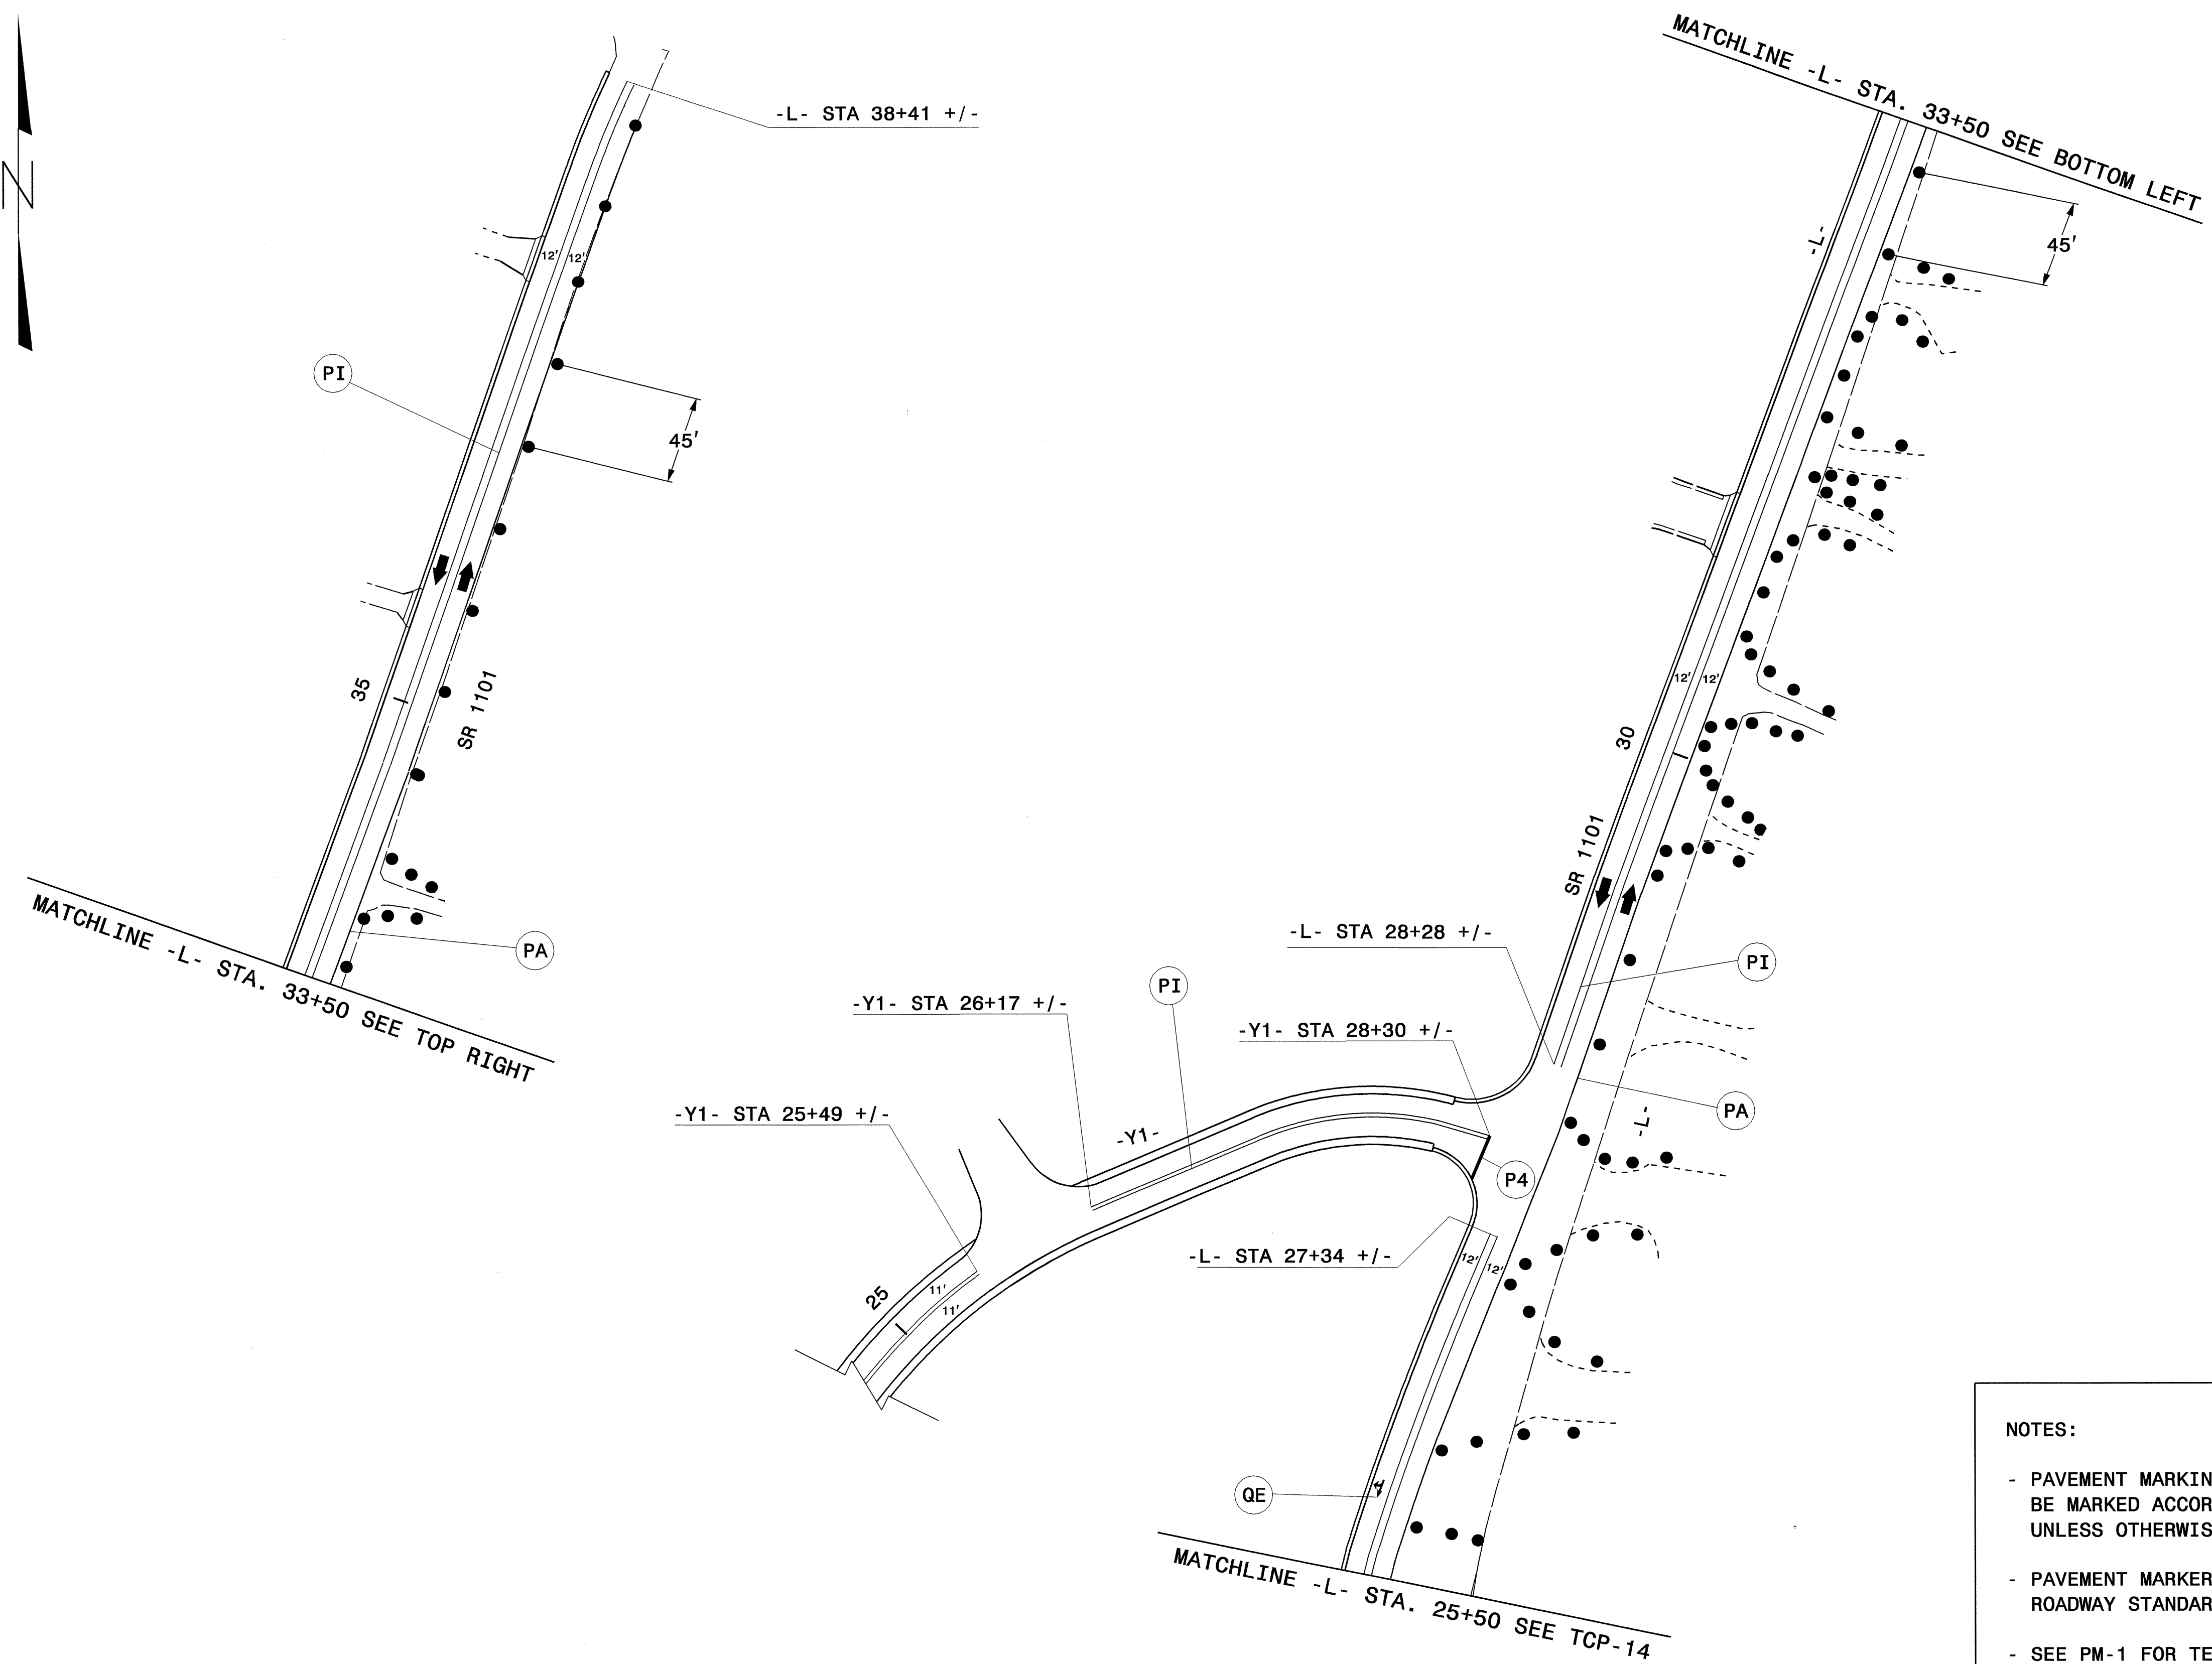 MATCHLINE -L- STA. 33+50 SEE BOTTOM LEFT
-L- STA 38+41 +/-
N
-L-
45'
12' 12'
PI
45'
35
SR 1101
12' 12'
30
SR 1101
MATCHLINE -L- STA. 33+50 SEE TOP RIGHT
PA
-L- STA 28+28 +/-
PI
PI
-Y1- STA 26+17 +/-
-Y1- STA 28+30 +/-
-Y1- STA 25+49 +/-
-Y1-
PA
-L-
P4
-L- STA 27+34 +/-
12' 12'
25
11'
11'
QE
MATCHLINE -L- STA. 25+50 SEE TCP-14
NOTES:
- PAVEMENT MARKIN
BE MARKED ACCOR
UNLESS OTHERWIS
- PAVEMENT MARKER
ROADWAY STANDAR
- SEE PM-1 FOR TE